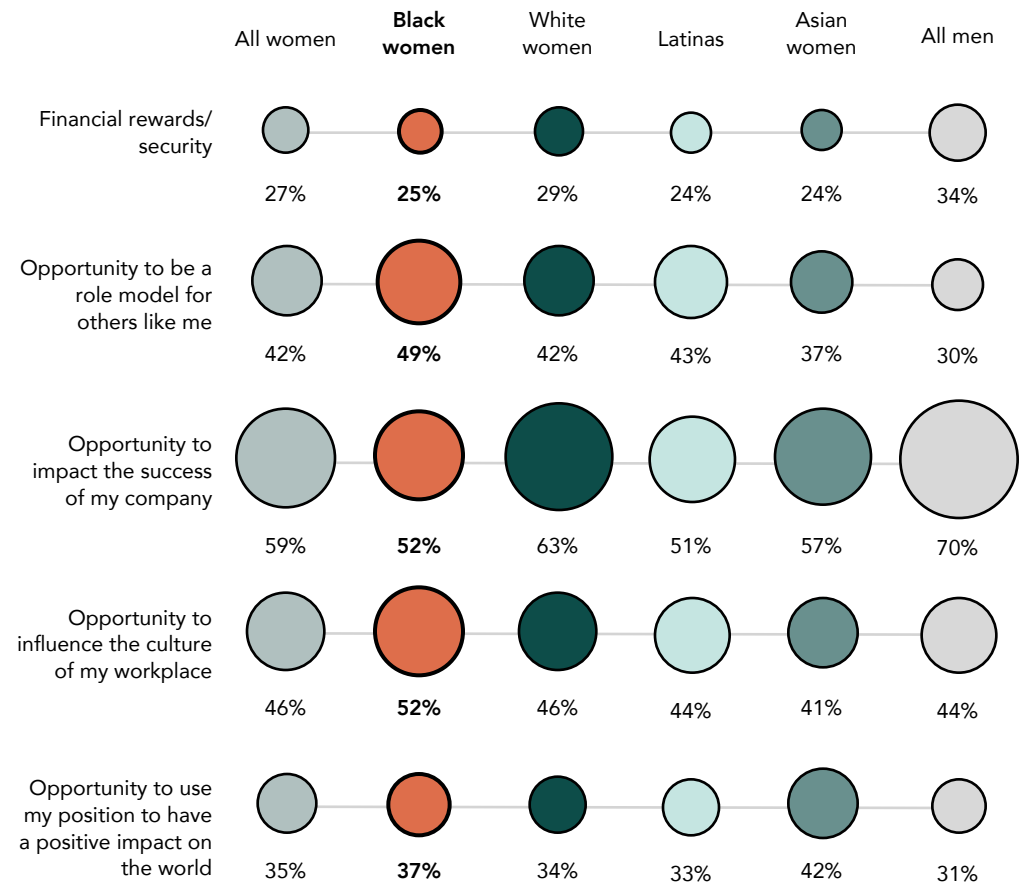 All women
Black
women
White
women
Latinas
Asian
women
All men
Financial rewards/
security
27%
25%
29%
24%
24%
34%
Opportunity to be a
role model for
others like me
42%
49%
42%
43%
37%
30%
Opportunity to
impact the success
of my company
59%
52%
63%
51%
57%
70%
Opportunity to
influence the culture
of my workplace
46%
52%
46%
44%
41%
44%
Opportunity to use
my position to have
a positive impact on
the world
35%
37%
34%
33%
42%
31%